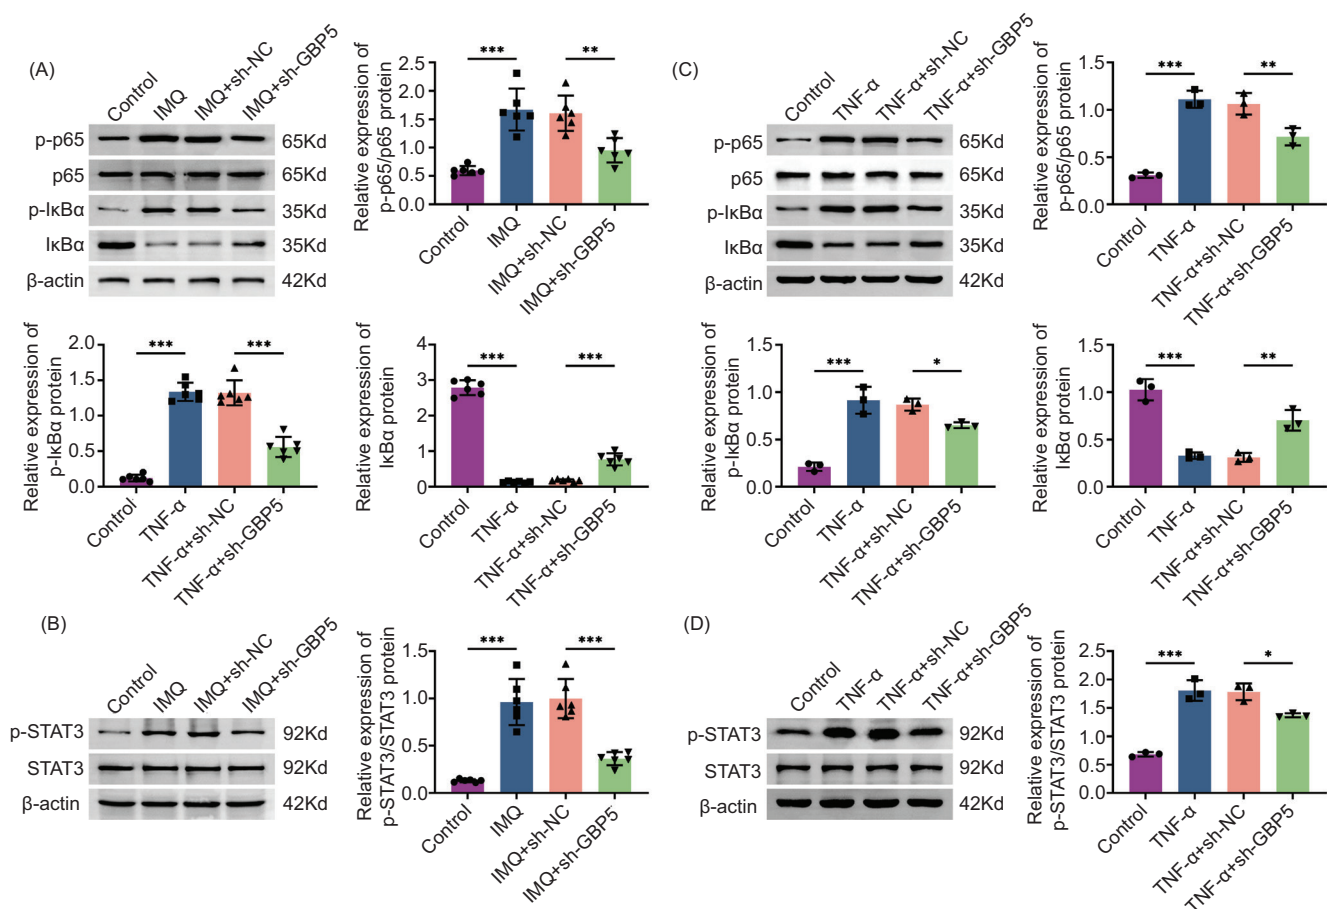 (A)
Control
IMQ
IMQ+sh-NC
IMQ+sh-GBP5
p-p65
65Kd
p65
65Kd
p-IκBα
35Kd
IκBα
35Kd
β-actin
42Kd
Relative expression of
p-p65/p65 protein
2.5
2.0
1.5
1.0
0.5
0.0
***
**
Control
IMQ
IMQ+sh-NC
IMQ+sh-GBP5
Relative expression of
p-IκBα protein
2.0
1.5
1.0
0.5
0.0
***
***
Control
TNF-α
TNF-α+sh-NC
TNF-α+sh-GBP5
Relative expression of
IκBα protein
4
3
2
1
0
***
***
Control
TNF-α
TNF-α+sh-NC
TNF-α+sh-GBP5
(B)
Control
IMQ
IMQ+sh-NC
IMQ+sh-GBP5
p-STAT3
92Kd
STAT3
92Kd
β-actin
42Kd
Relative expression of
p-STAT3/STAT3 protein
1.5
1.0
0.5
0.0
***
***
Control
IMQ
IMQ+sh-NC
IMQ+sh-GBP5
(C)
Control
TNF-α
TNF-α+sh-NC
TNF-α+sh-GBP5
p-p65
65Kd
p65
65Kd
p-IκBα
35Kd
IκBα
35Kd
β-actin
42Kd
Relative expression of
p-p65/p65 protein
1.5
1.0
0.5
0.0
***
**
Control
TNF-α
TNF-α+sh-NC
TNF-α+sh-GBP5
Relative expression of
p-IκBα protein
1.5
1.0
0.5
0.0
***
*
Control
TNF-α
TNF-α+sh-NC
TNF-α+sh-GBP5
Relative expression of
IκBα protein
1.5
1.0
0.5
0.0
***
**
Control
TNF-α
TNF-α+sh-NC
TNF-α+sh-GBP5
(D)
Control
TNF-α
TNF-α+sh-NC
TNF-α+sh-GBP5
p-STAT3
92Kd
STAT3
92Kd
β-actin
42Kd
Relative expression of
p-STAT3/STAT3 protein
2.0
1.5
1.0
0.5
0.0
***
*
Control
TNF-α
TNF-α+sh-NC
TNF-α+sh-GBP5